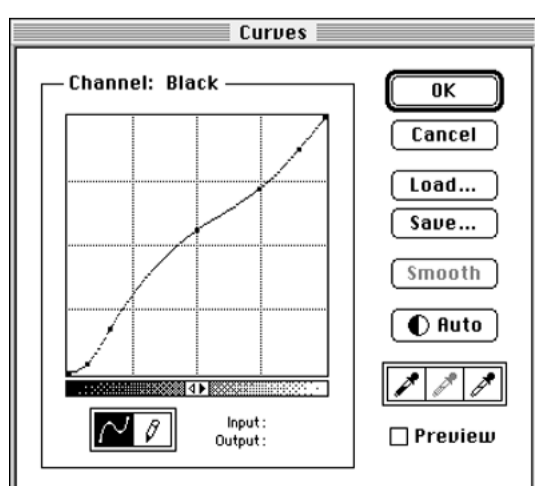 Curves
Channel: Black
OK
Cancel
Load...
Save...
Smooth
Auto
Input:
Output:
Preview